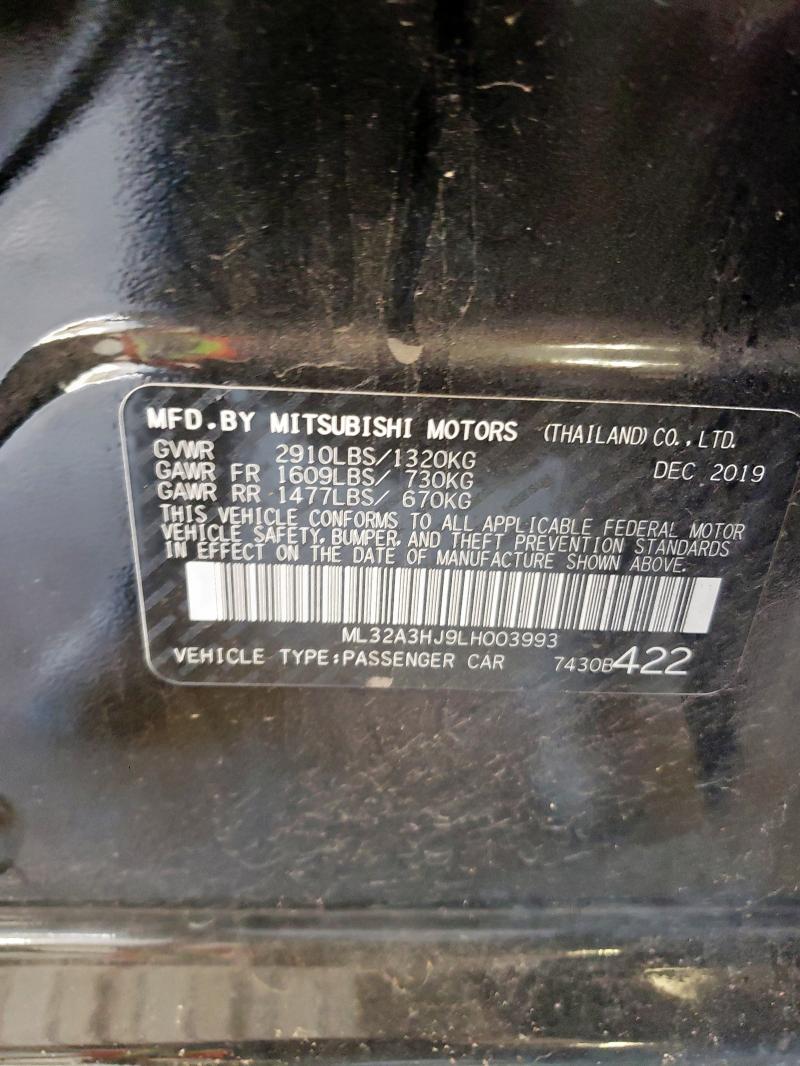 MFD.BY MITSUBISHI MOTORS (THAILAND)CO.,LTD.
GVWR 2910LBS/1320KG DEC 2019
GAWR FR 1609LBS/ 730KG
GAWR RR 1477LBS/ 670KG
THIS VEHICLE CONFORMS TO ALL APPLICABLE FEDERAL MOTOR
VEHICLE SAFETY, BUMPER, AND THEFT PREVENTION STANDARDS
IN EFFECT ON THE DATE OF MANUFACTURE SHOWN ABOVE.
ML32A3HJ9LH003993
VEHICLE TYPE:PASSENGER CAR 7430B422